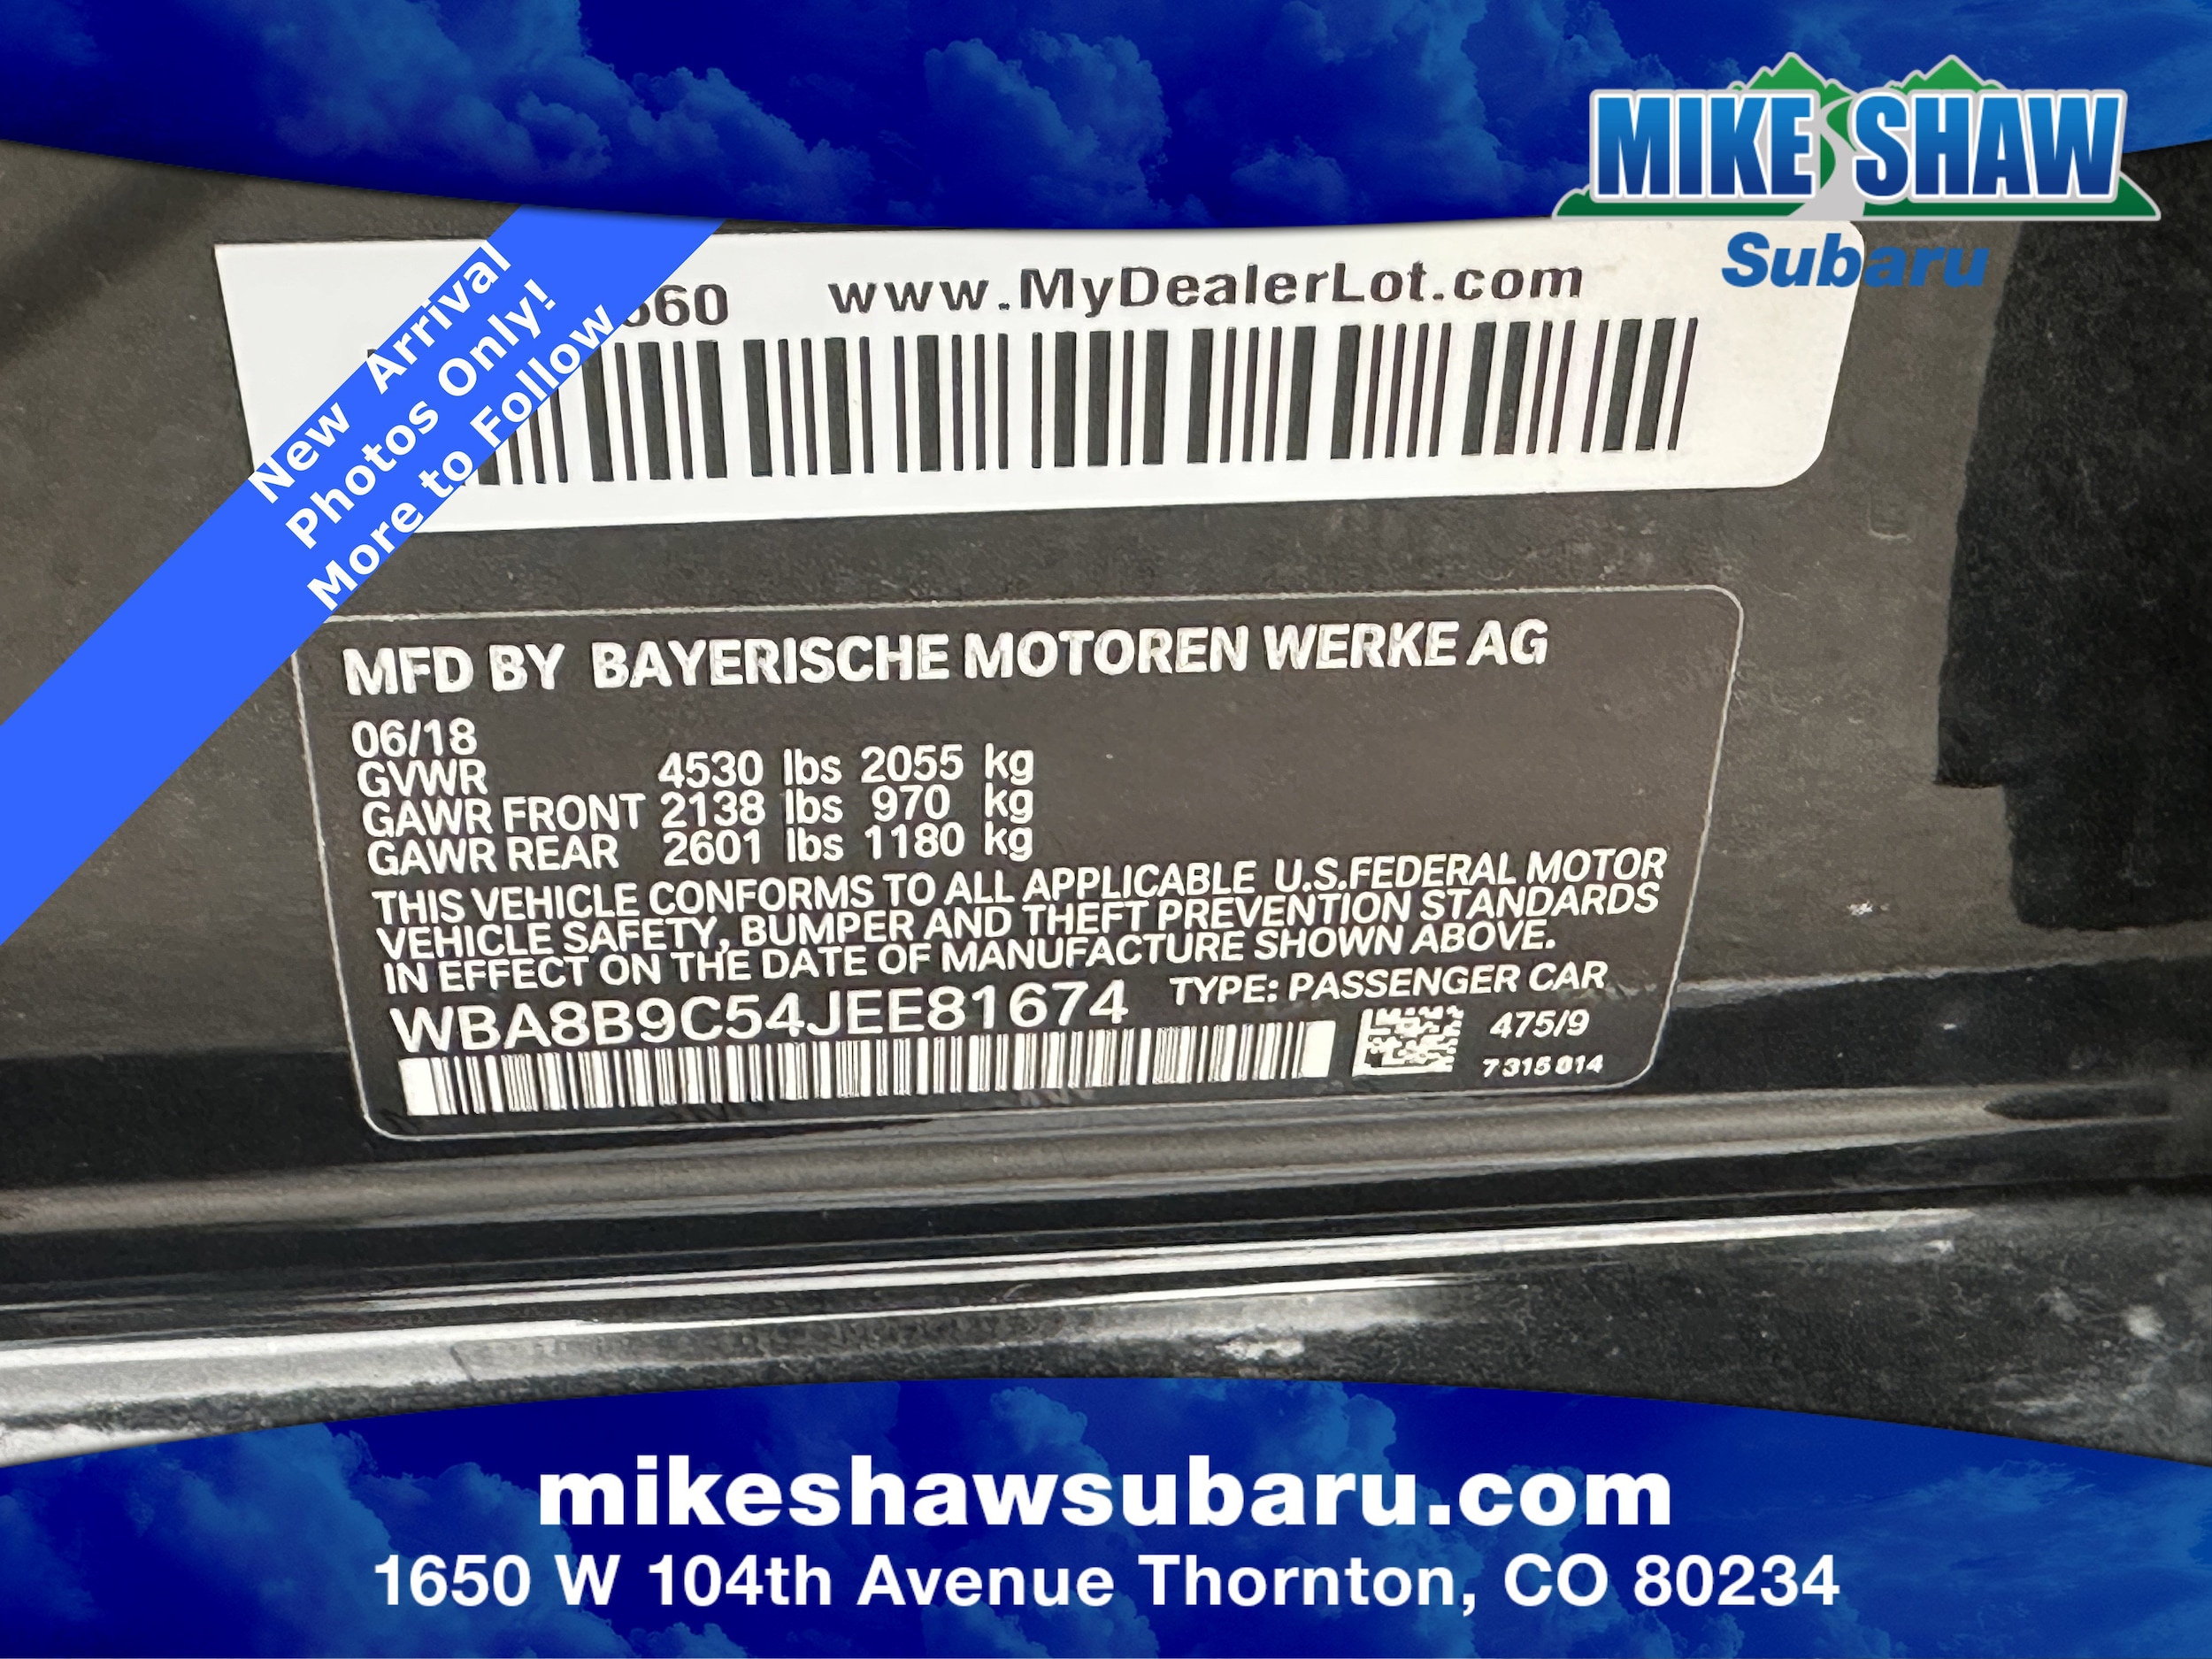 MIKE SHAW
Subaru
New Arrival
Photos Only!
More to Follow
www.MyDealerLot.com
MFD BY BAYERISCHE MOTOREN WERKE AG
06/18
GVWR 4530 lbs 2055 kg
GAWR FRONT 2138 lbs 970 kg
GAWR REAR 2601 lbs 1180 kg
THIS VEHICLE CONFORMS TO ALL APPLICABLE U.S.FEDERAL MOTOR
VEHICLE SAFETY, BUMPER AND THEFT PREVENTION STANDARDS
IN EFFECT ON THE DATE OF MANUFACTURE SHOWN ABOVE.
WBA8B9C54JEE81674 TYPE: PASSENGER CAR
475/9
7315014
mikeshawsubaru.com
1650 W 104th Avenue Thornton, CO 80234